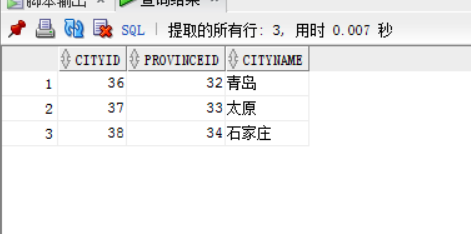 脚本输出
查询结果
SQL | 提取的所有行: 3, 用时 0.007 秒
CITYID PROVINCEID CITYNAME
1 36 32 青岛
2 37 33 太原
3 38 34 石家庄